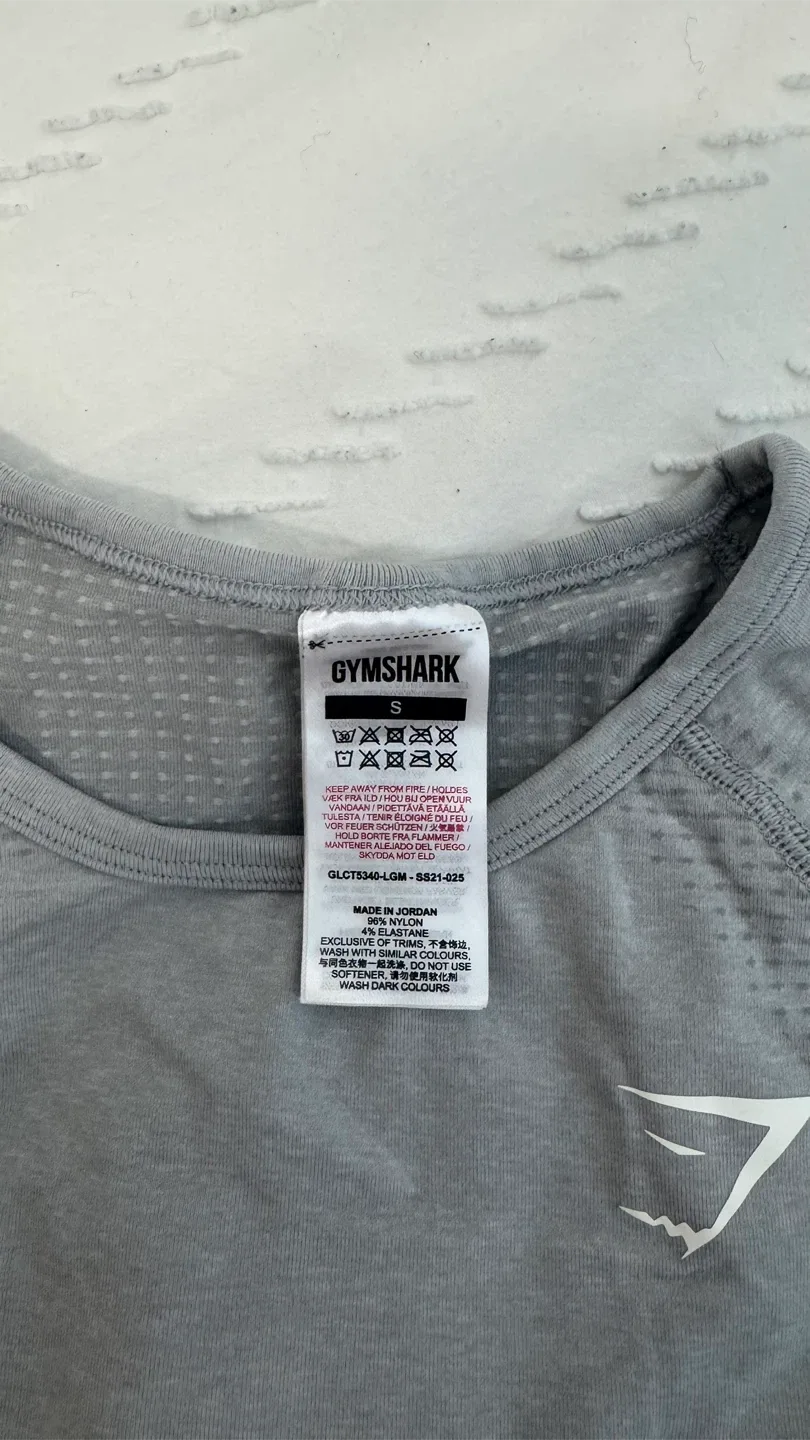 GYMSHARK
S
30
KEEP AWAY FROM FIRE / HOLDES
VÆK FRA ILD / HOU BIJ OPEN VUUR
VANDAAN / PIDETTÄVÄ ETÄÄLLÄ
TULESTA / TENIR ÉLOIGNÉ DU FEU /
VOR FEUER SCHÜTZEN / 火氣嚴禁 /
HOLD BORTE FRA FLAMMER /
MANTENER ALEJADO DEL FUEGO /
SKYDDA MOT ELD
GLCT5340-LGM - SS21-025
MADE IN JORDAN
96% NYLON
4% ELASTANE
EXCLUSIVE OF TRIMS, 不含饰边,
WASH WITH SIMILAR COLOURS,
与同色衣物一起洗涤, DO NOT USE
SOFTENER, 请勿使用软化剂
WASH DARK COLOURS